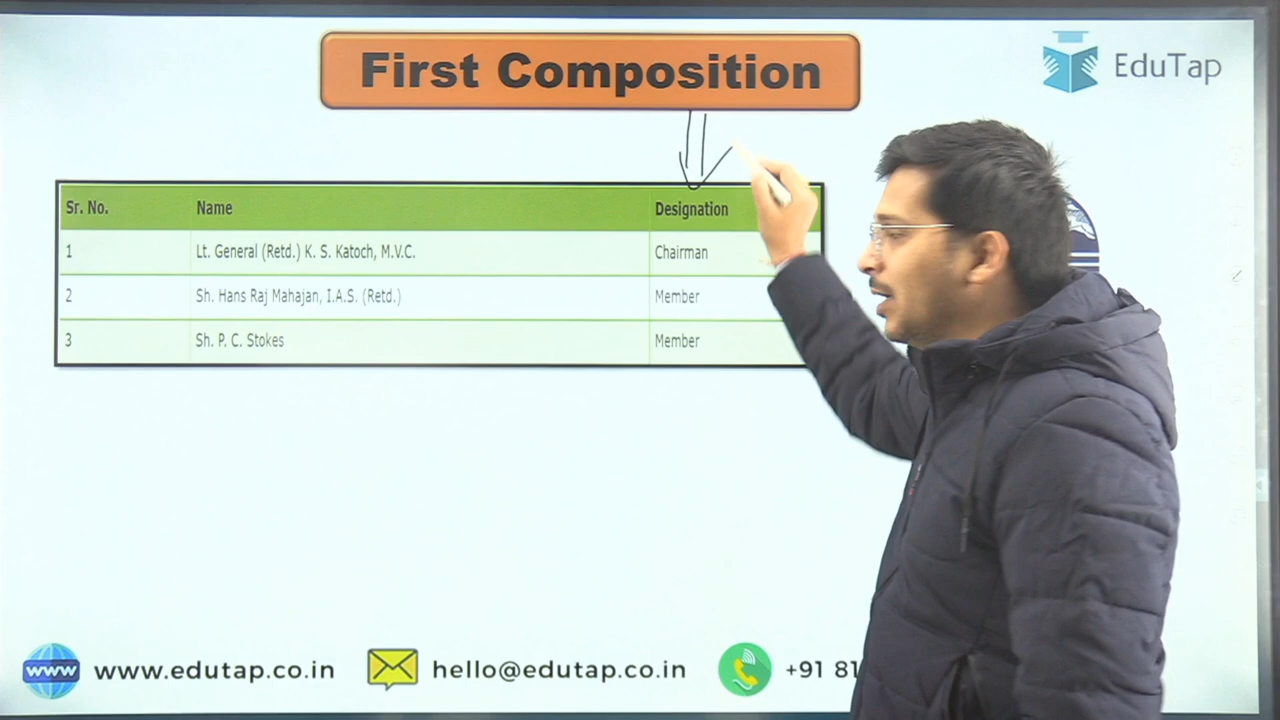 First Composition
EduTap
Sr. No. Name Designation
1 Lt. General (Retd.) K. S. Katoch, M.V.C. Chairman
2 Sh. Hans Raj Mahajan, I.A.S. (Retd.) Member
3 Sh. P. C. Stokes Member
www www.edutap.co.in hello@edutap.co.in +91 81